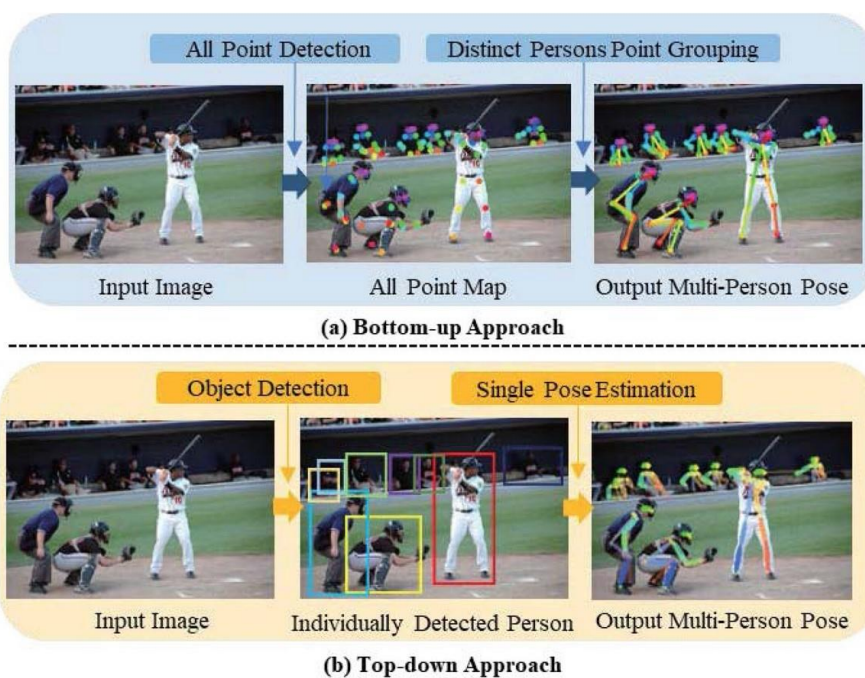 All Point Detection
Distinct Persons Point Grouping
Input Image
All Point Map
Output Multi-Person Pose
(a) Bottom-up Approach
Object Detection
Single Pose Estimation
Input Image
Individually Detected Person
Output Multi-Person Pose
(b) Top-down Approach